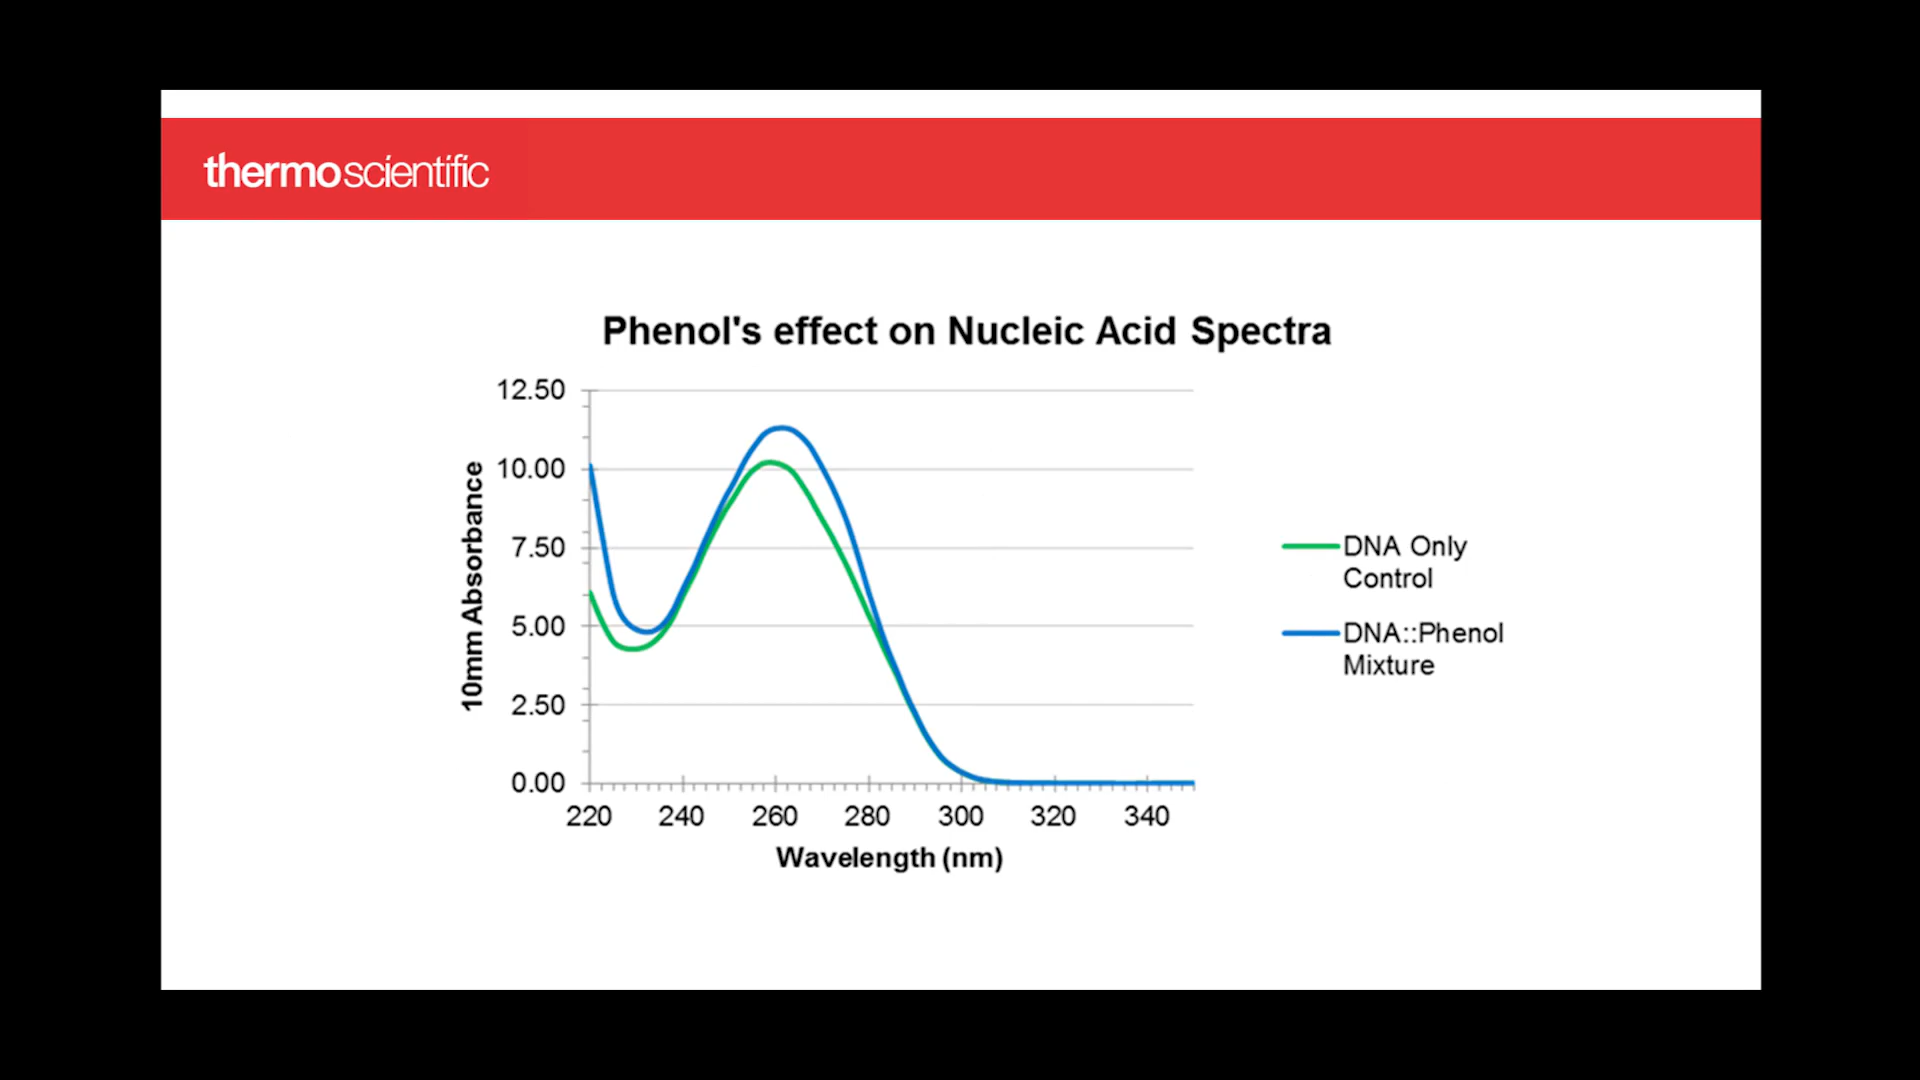 thermoscientific
Phenol's effect on Nucleic Acid Spectra
12.50
10.00
7.50
5.00
2.50
0.00
10mm Absorbance
220 240 260 280 300 320 340
Wavelength (nm)
DNA Only
Control
DNA::Phenol
Mixture